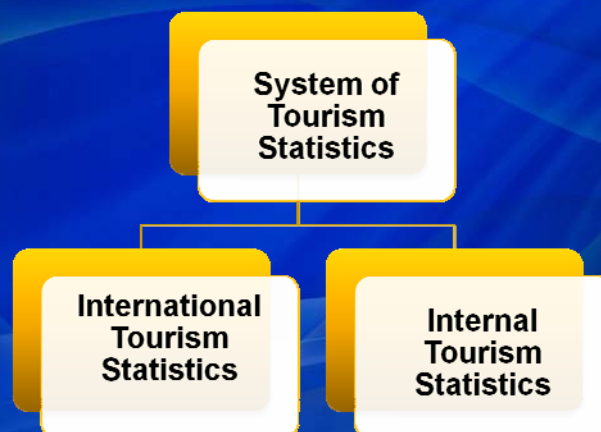 System of
Tourism
Statistics
International
Tourism
Statistics
Internal
Tourism
Statistics